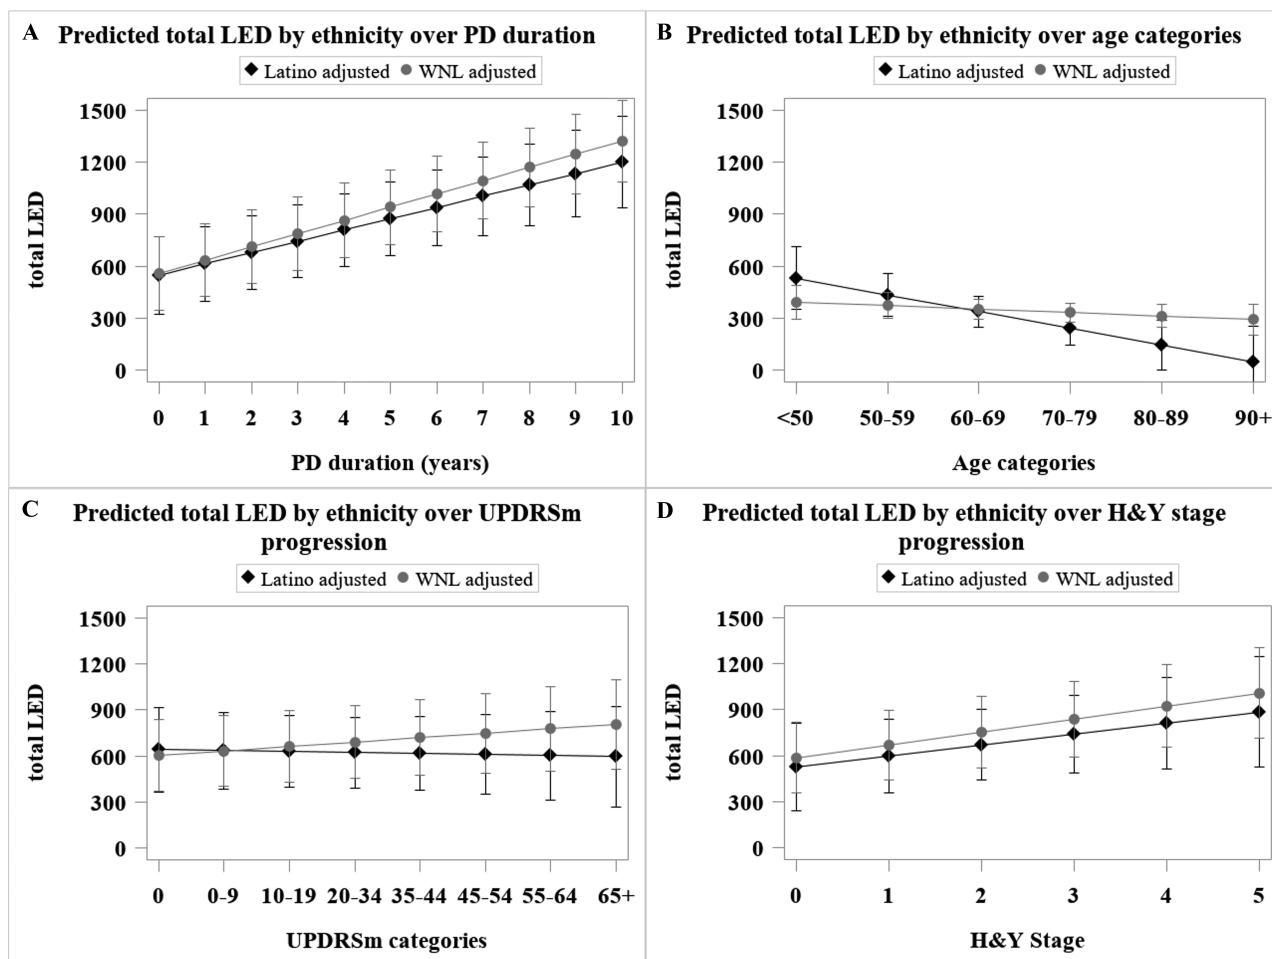 A Predicted total LED by ethnicity over PD duration
Latino adjusted WNL adjusted
1500
1200
900
600
300
0
total LED
0 1 2 3 4 5 6 7 8 9 10
PD duration (years)
B Predicted total LED by ethnicity over age categories
Latino adjusted WNL adjusted
1500
1200
900
600
300
0
total LED
<50 50-59 60-69 70-79 80-89 90+
Age categories
C Predicted total LED by ethnicity over UPDRSm
progression
Latino adjusted WNL adjusted
1500
1200
900
600
300
0
total LED
0 0-9 10-19 20-34 35-44 45-54 55-64 65+
UPDRSm categories
D Predicted total LED by ethnicity over H&Y stage
progression
Latino adjusted WNL adjusted
1500
1200
900
600
300
0
total LED
0 1 2 3 4 5
H&Y Stage